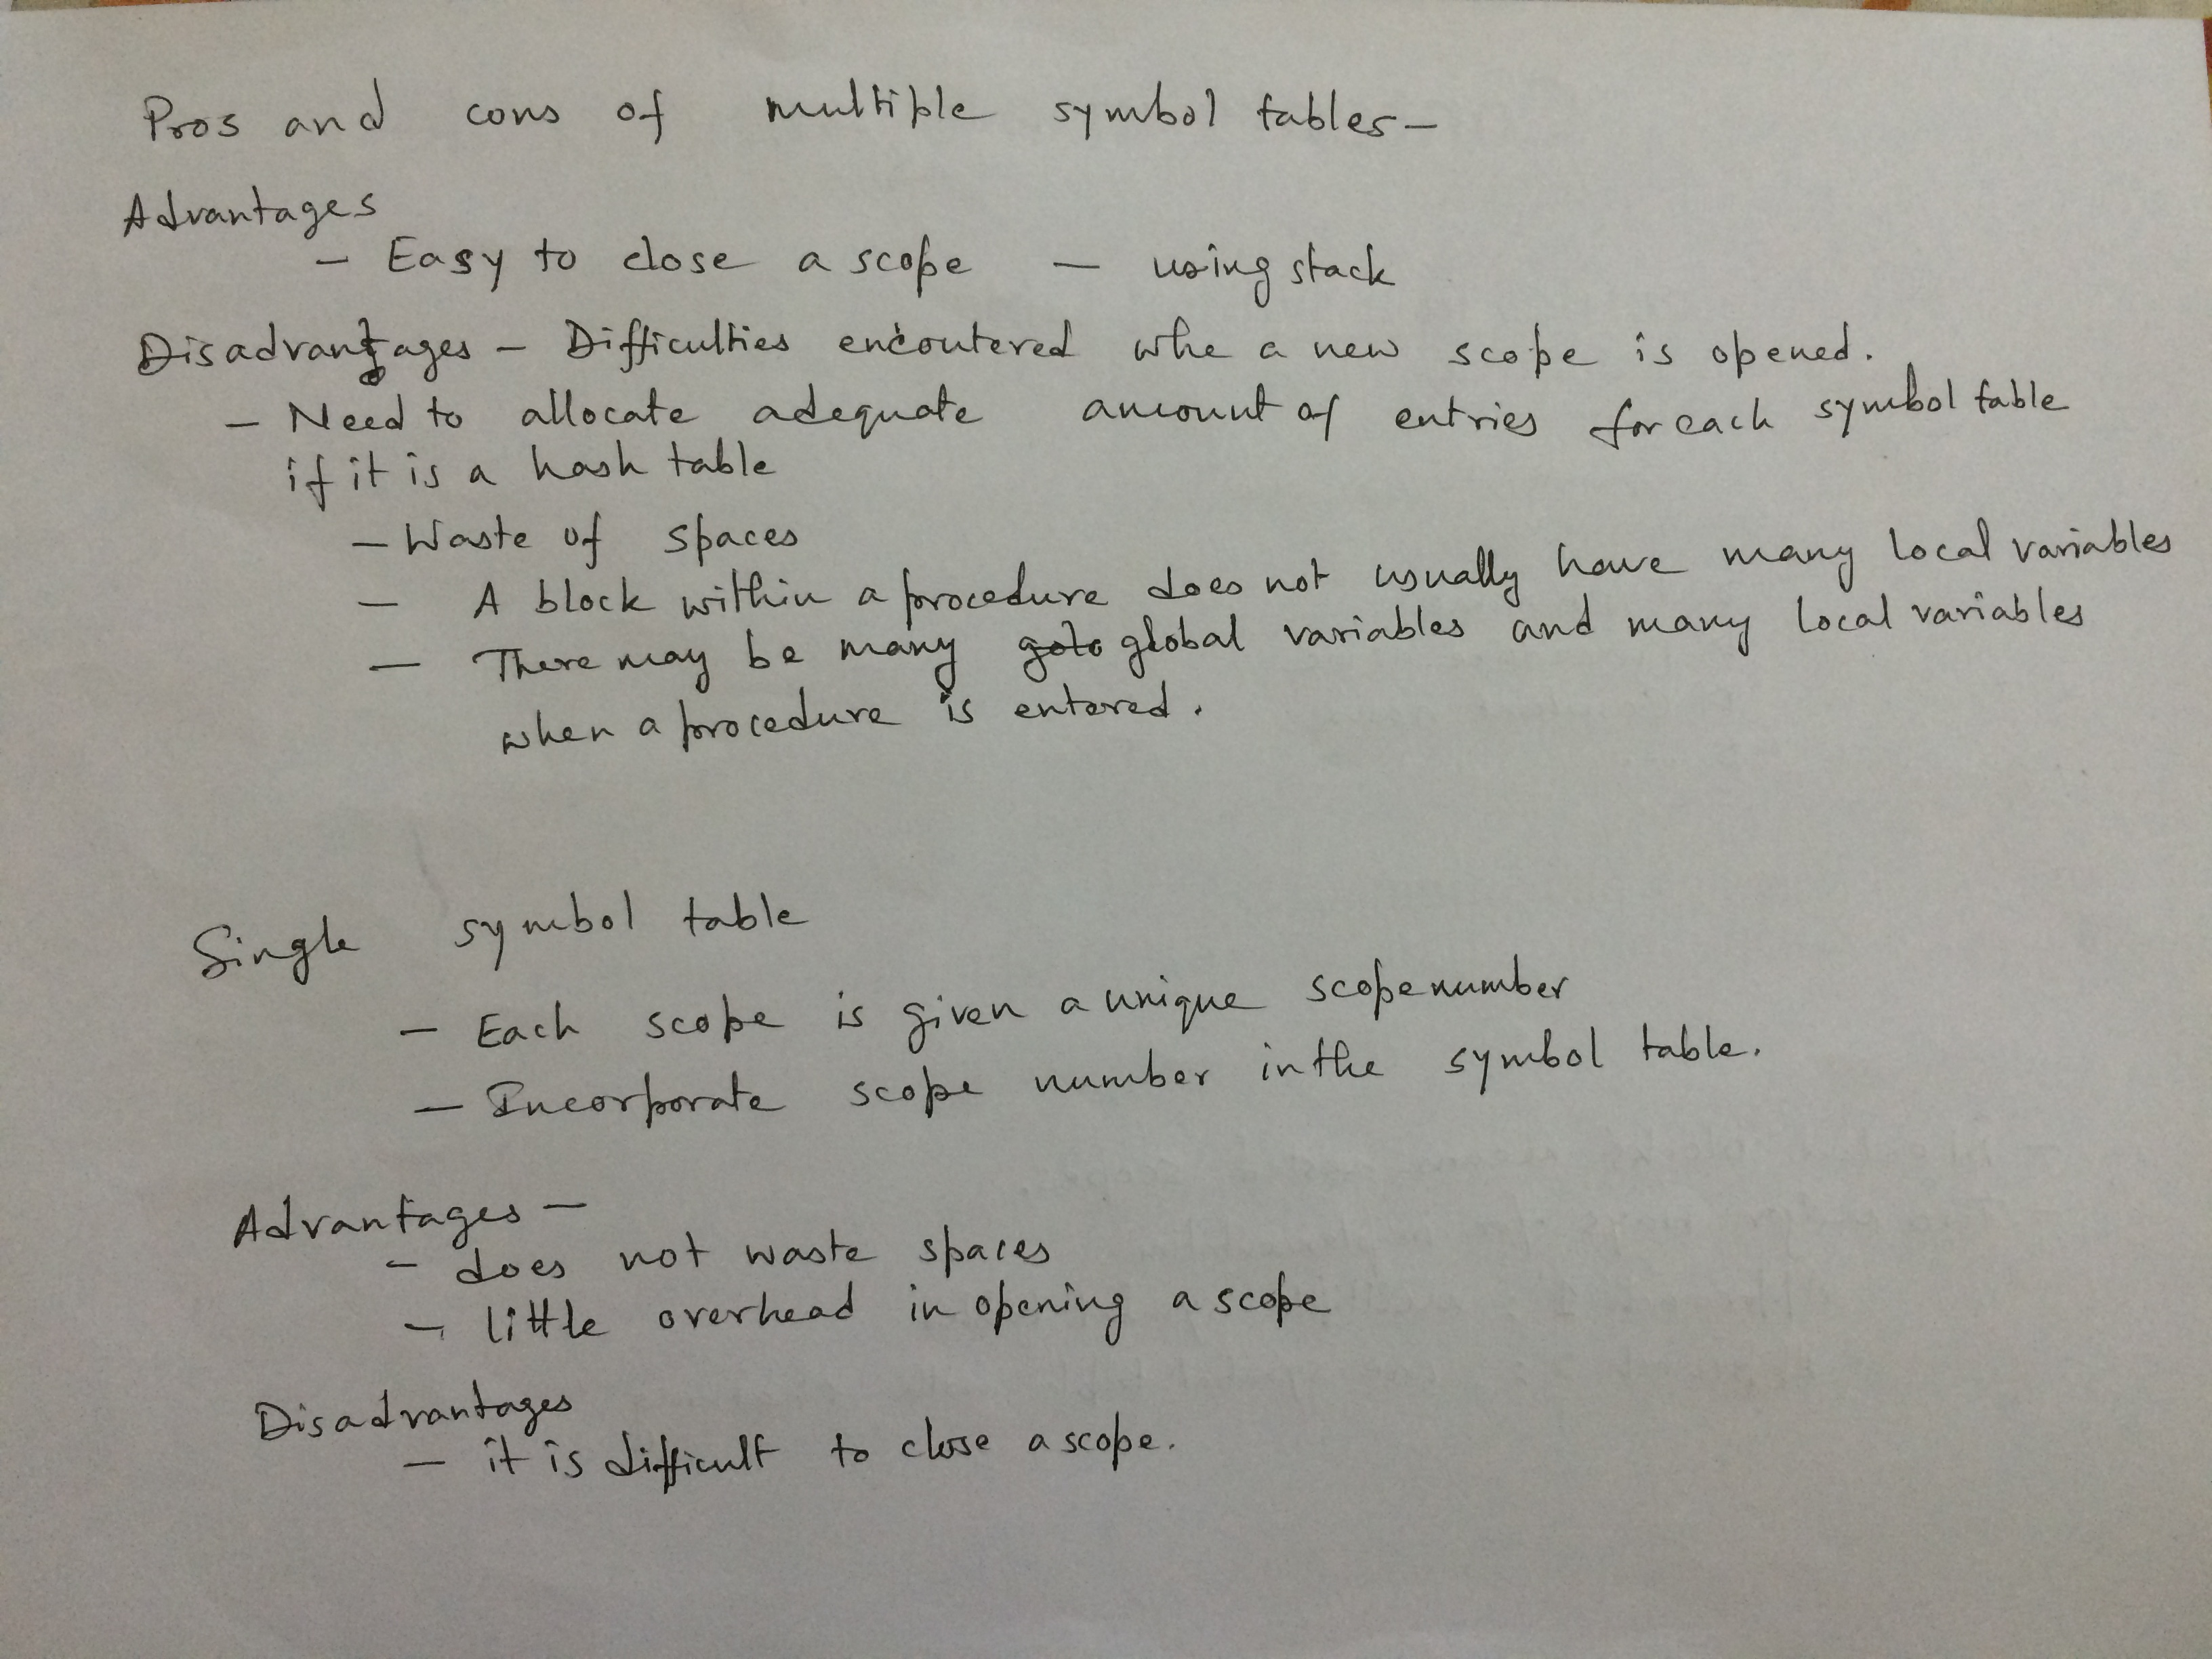 Pros and cons of multiple symbol tables-
Advantages
- Easy to close a scope - using stack
Disadvantages - Difficulties encountered whe a new scope is opened.
- Need to allocate adequate amount of entries for each symbol table
if it is a hash table
- Waste of spaces
- A block within a procedure does not usually have many local variables
- There may be many global variables and many local variables
when a procedure is entered.
Single symbol table
- Each scope is given a unique scope number
- Incorporate scope number in the symbol table.
Advantages -
- does not waste spaces
- little overhead in opening a scope
Disadvantages
- it is difficult to close a scope.